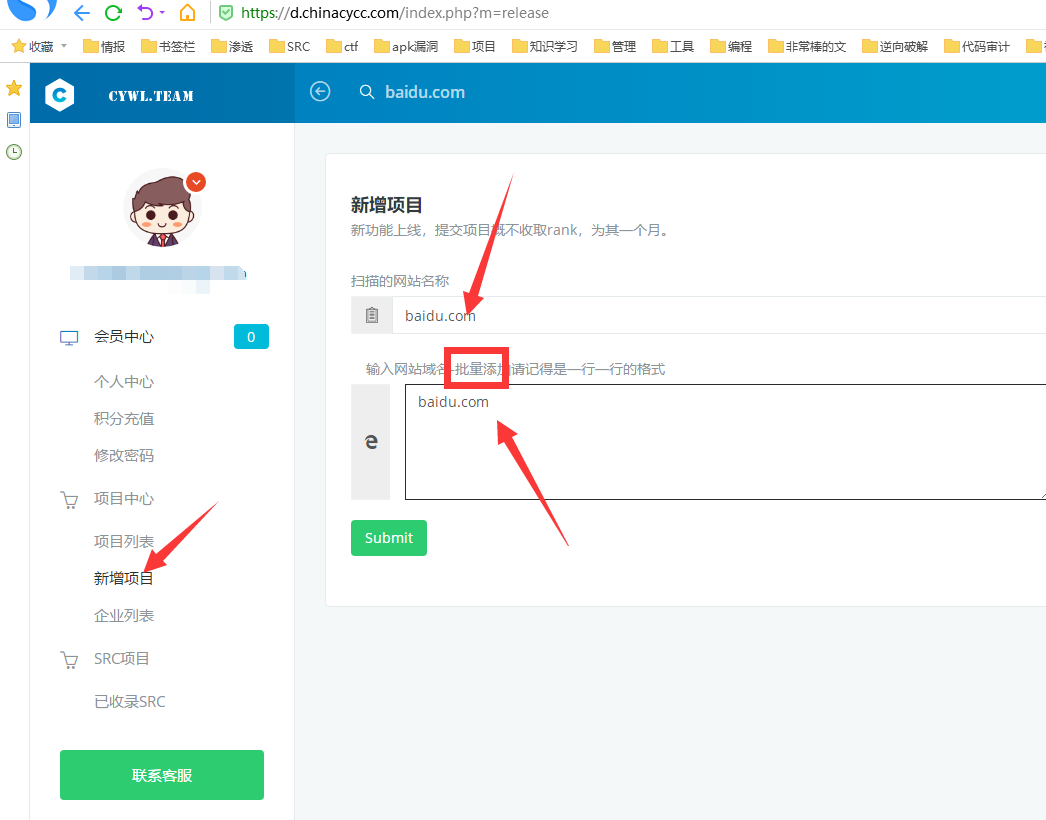 https://d.chinacycc.com/index.php?m=release
收藏 情报 书签栏 渗透 SRC ctf apk漏洞 项目 知识学习 管理 工具 编程 非常棒的文 逆向破解 代码审计
CYWL.TEAM
baidu.com
新增项目
新功能上线，提交项目概不收取rank，为其一个月。
扫描的网站名称
baidu.com
输入网站域名-批量添加请记得是一行一行的格式
e
baidu.com
Submit
会员中心 0
个人中心
积分充值
修改密码
项目中心
项目列表
新增项目
企业列表
SRC项目
已收录SRC
联系客服